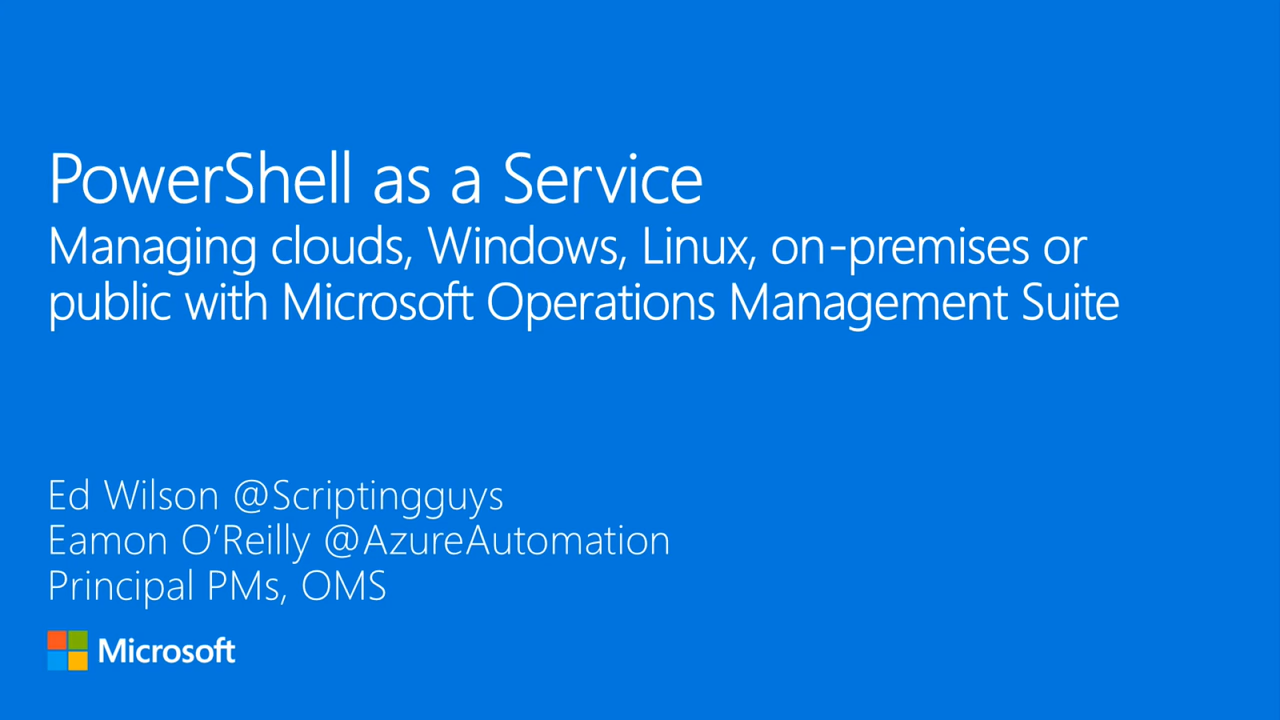 PowerShell as a Service
Managing clouds, Windows, Linux, on-premises or
public with Microsoft Operations Management Suite
Ed Wilson @Scriptingguys
Eamon O’Reilly @AzureAutomation
Principal PMs, OMS
Microsoft